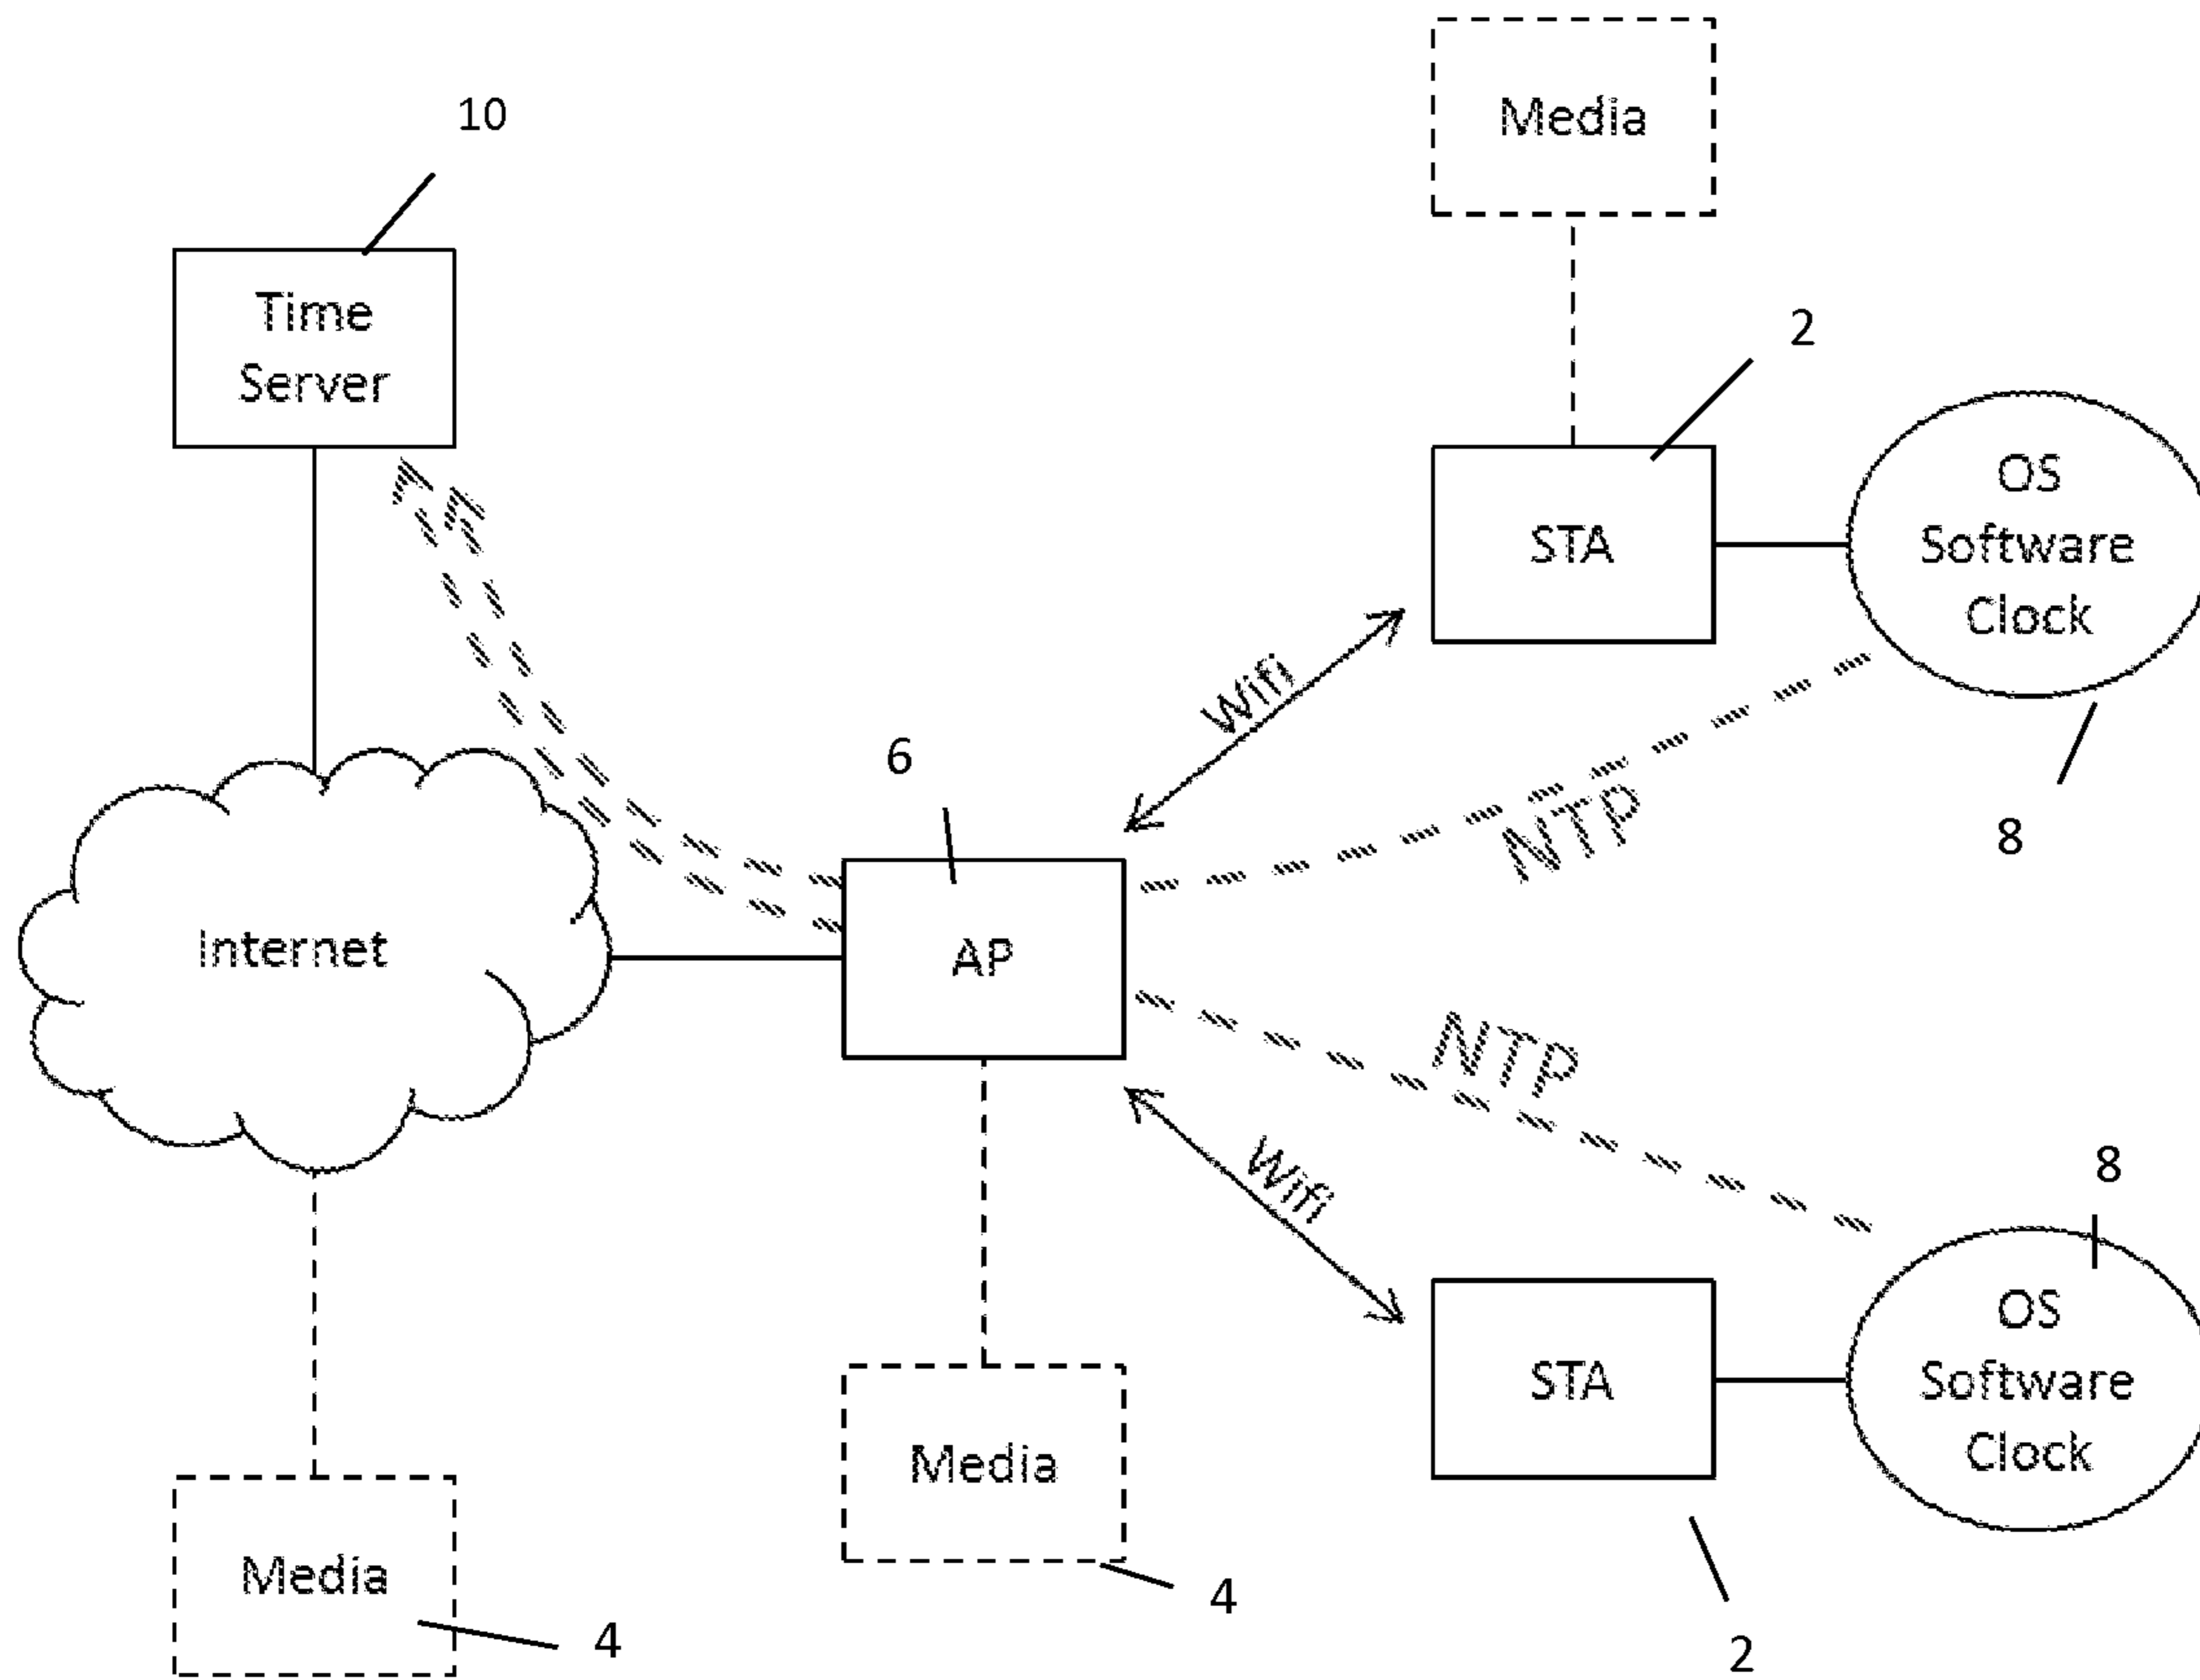 Media
10
Time
Server
2
OS
Software
Clock
STA
Wifi
6
NTP
8
Internet
AP
NTP
Wifi
8
OS
Software
Clock
STA
Media
4
Media
4
2